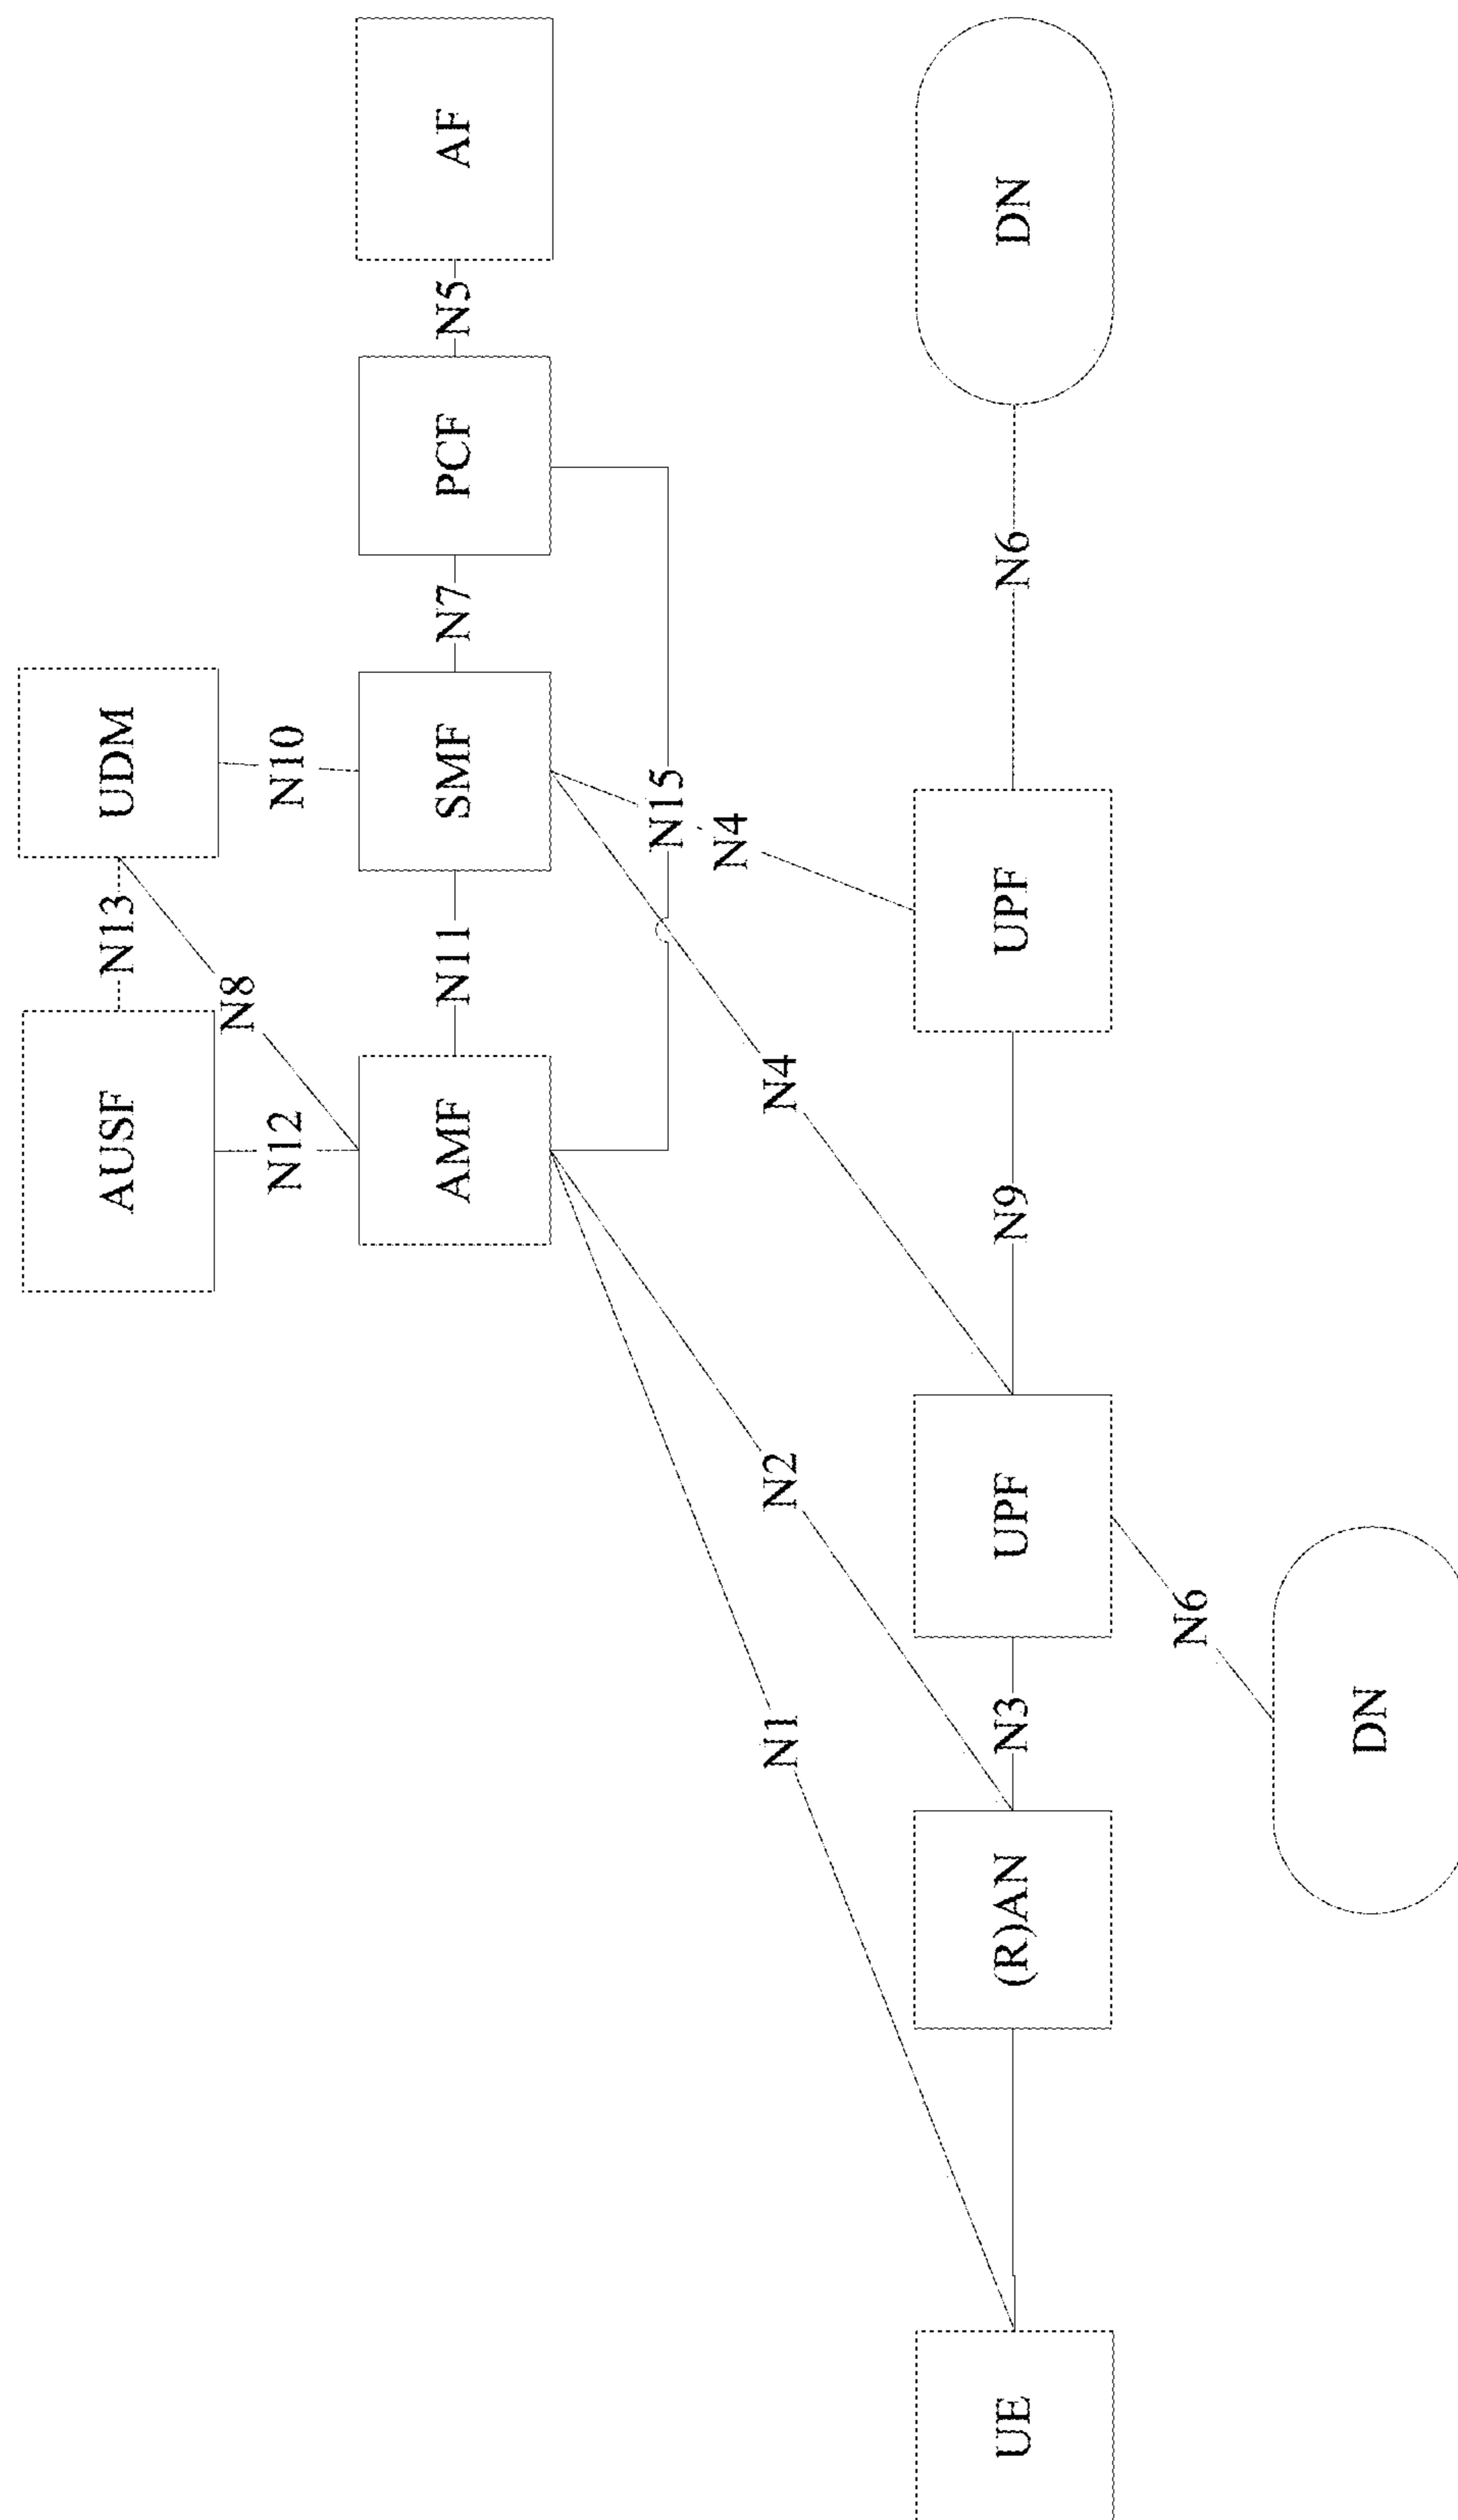 AUSF
N13
UDM
N12
N8
N10
AMF
N11
SMF
N7
PCF
N5
AF
N15
N4
N1
N2
N4
UE
(R)AN
N3
UPF
N9
UPF
N6
DN
N6
DN